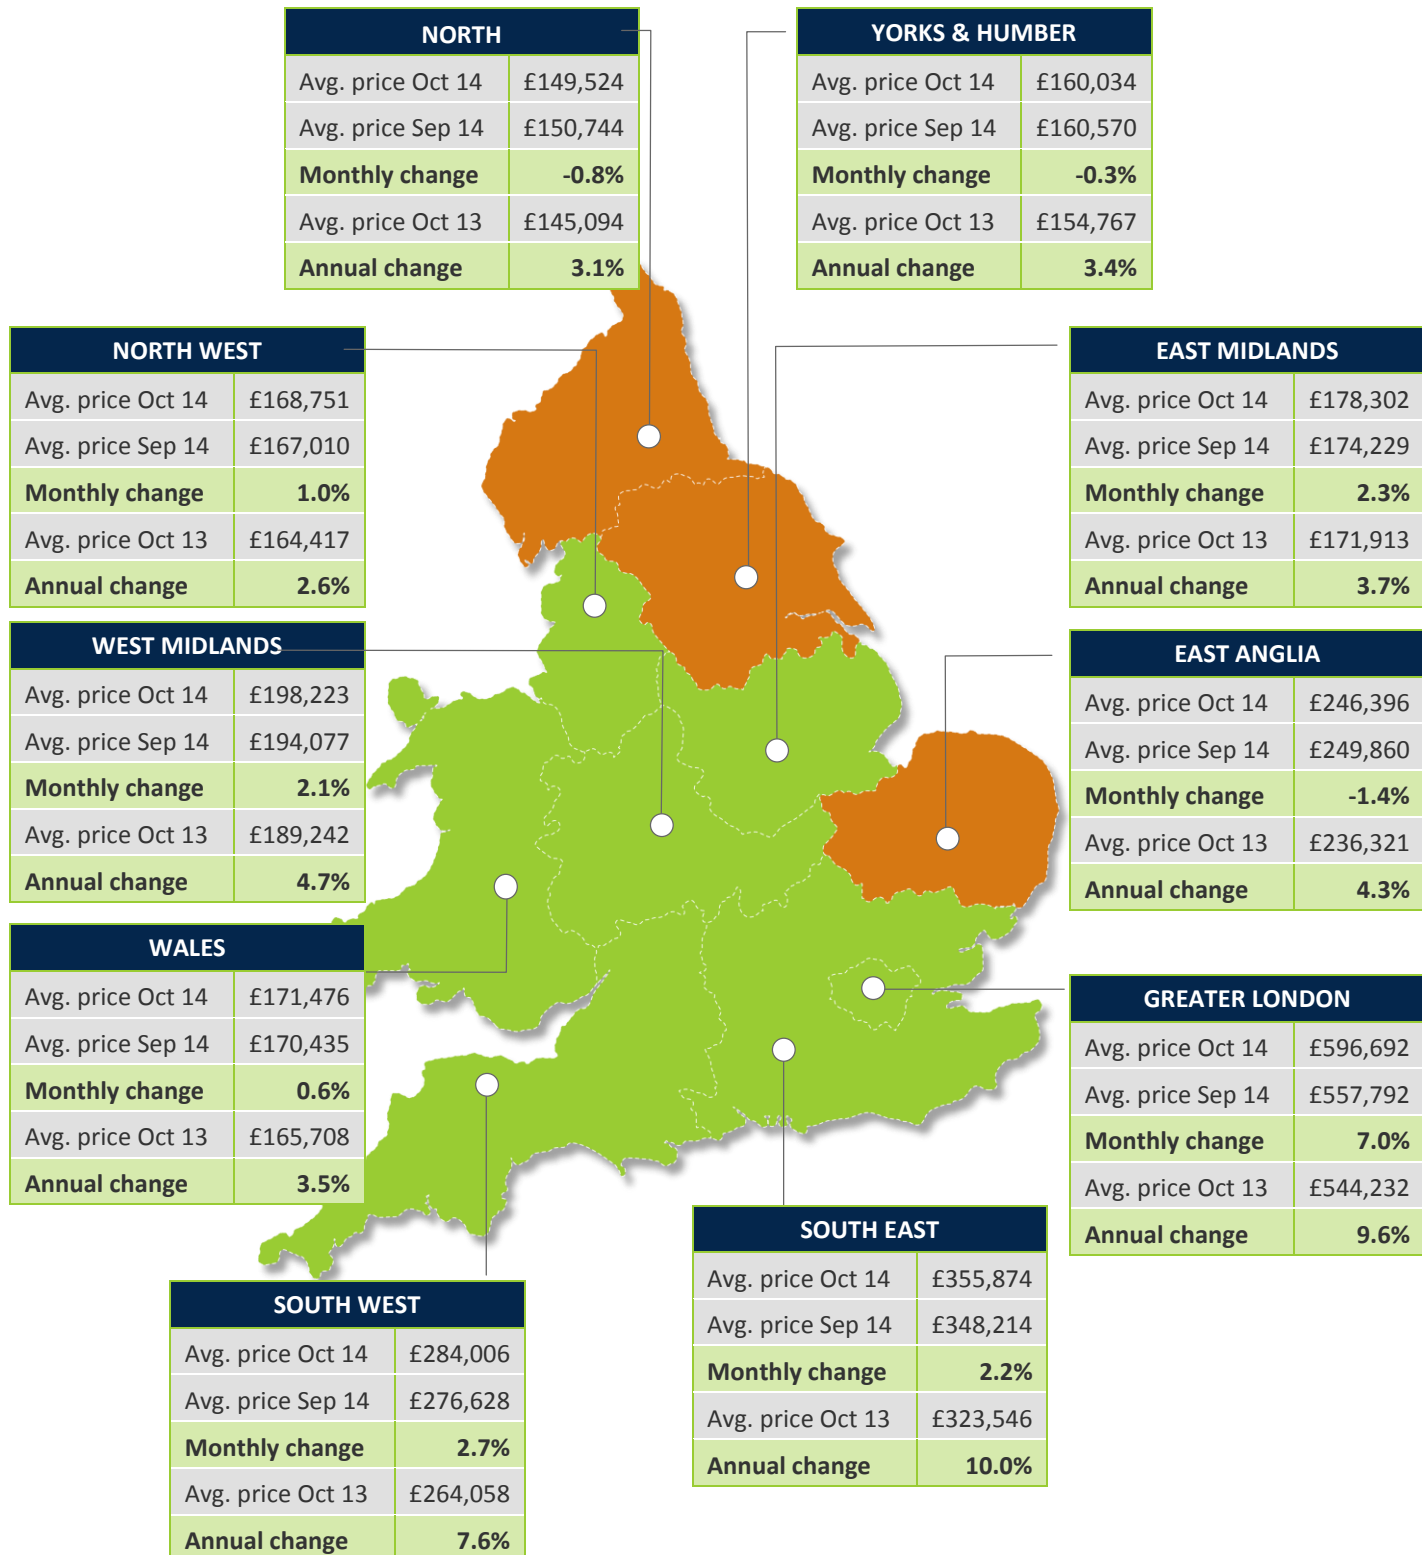 NORTH
Avg. price Oct 14 £149,524
Avg. price Sep 14 £150,744
Monthly change -0.8%
Avg. price Oct 13 £145,094
Annual change 3.1%
YORKS & HUMBER
Avg. price Oct 14 £160,034
Avg. price Sep 14 £160,570
Monthly change -0.3%
Avg. price Oct 13 £154,767
Annual change 3.4%
NORTH WEST
Avg. price Oct 14 £168,751
Avg. price Sep 14 £167,010
Monthly change 1.0%
Avg. price Oct 13 £164,417
Annual change 2.6%
EAST MIDLANDS
Avg. price Oct 14 £178,302
Avg. price Sep 14 £174,229
Monthly change 2.3%
Avg. price Oct 13 £171,913
Annual change 3.7%
WEST MIDLANDS
Avg. price Oct 14 £198,223
Avg. price Sep 14 £194,077
Monthly change 2.1%
Avg. price Oct 13 £189,242
Annual change 4.7%
EAST ANGLIA
Avg. price Oct 14 £246,396
Avg. price Sep 14 £249,860
Monthly change -1.4%
Avg. price Oct 13 £236,321
Annual change 4.3%
WALES
Avg. price Oct 14 £171,476
Avg. price Sep 14 £170,435
Monthly change 0.6%
Avg. price Oct 13 £165,708
Annual change 3.5%
GREATER LONDON
Avg. price Oct 14 £596,692
Avg. price Sep 14 £557,792
Monthly change 7.0%
Avg. price Oct 13 £544,232
Annual change 9.6%
SOUTH WEST
Avg. price Oct 14 £284,006
Avg. price Sep 14 £276,628
Monthly change 2.7%
Avg. price Oct 13 £264,058
Annual change 7.6%
SOUTH EAST
Avg. price Oct 14 £355,874
Avg. price Sep 14 £348,214
Monthly change 2.2%
Avg. price Oct 13 £323,546
Annual change 10.0%